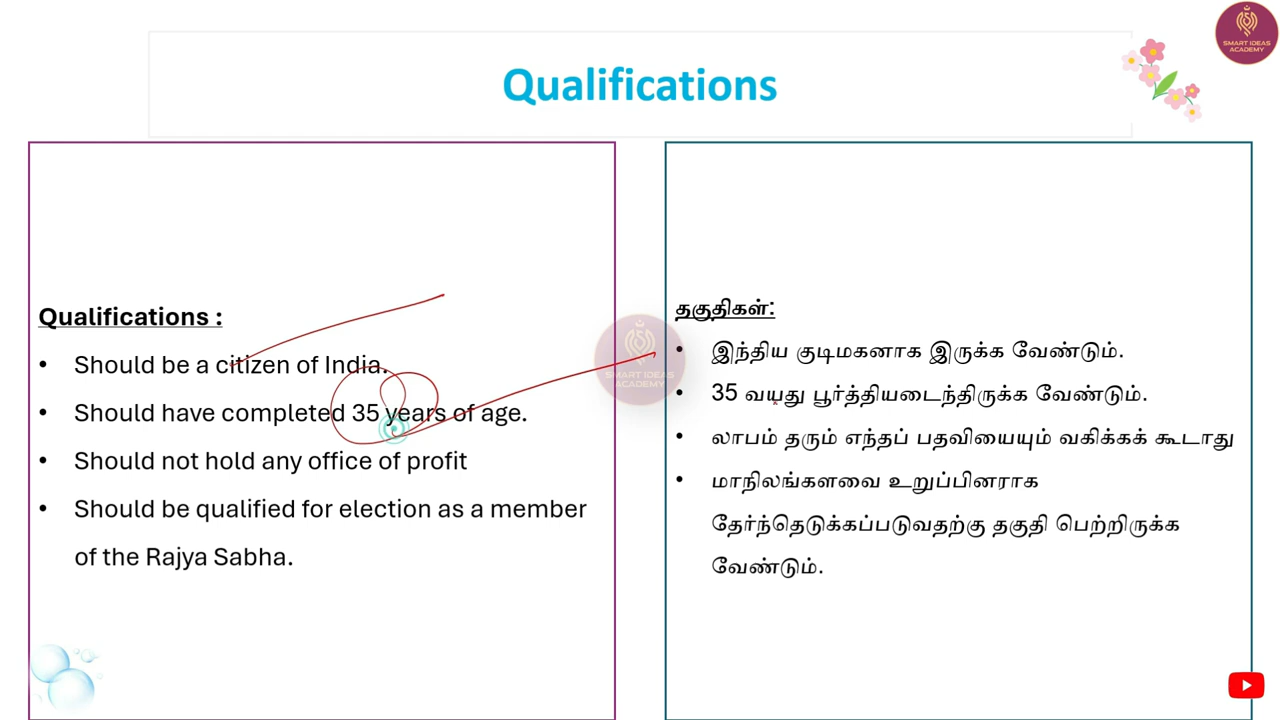 SMART IDEAS
ACADEMY
Qualifications
Qualifications :
• Should be a citizen of India.
• Should have completed 35 years of age.
• Should not hold any office of profit
• Should be qualified for election as a member
of the Rajya Sabha.
தகுதிகள்:
• இந்திய குடிமகனாக இருக்க வேண்டும்.
• 35 வயது பூர்த்தியடைந்திருக்க வேண்டும்.
• லாபம் தரும் எந்தப் பதவியையும் வகிக்கக் கூடாது
• மாநிலங்களவை உறுப்பினராக
தேர்ந்தெடுக்கப்படுவதற்கு தகுதி பெற்றிருக்க
வேண்டும்.
SMART IDEAS
ACADEMY